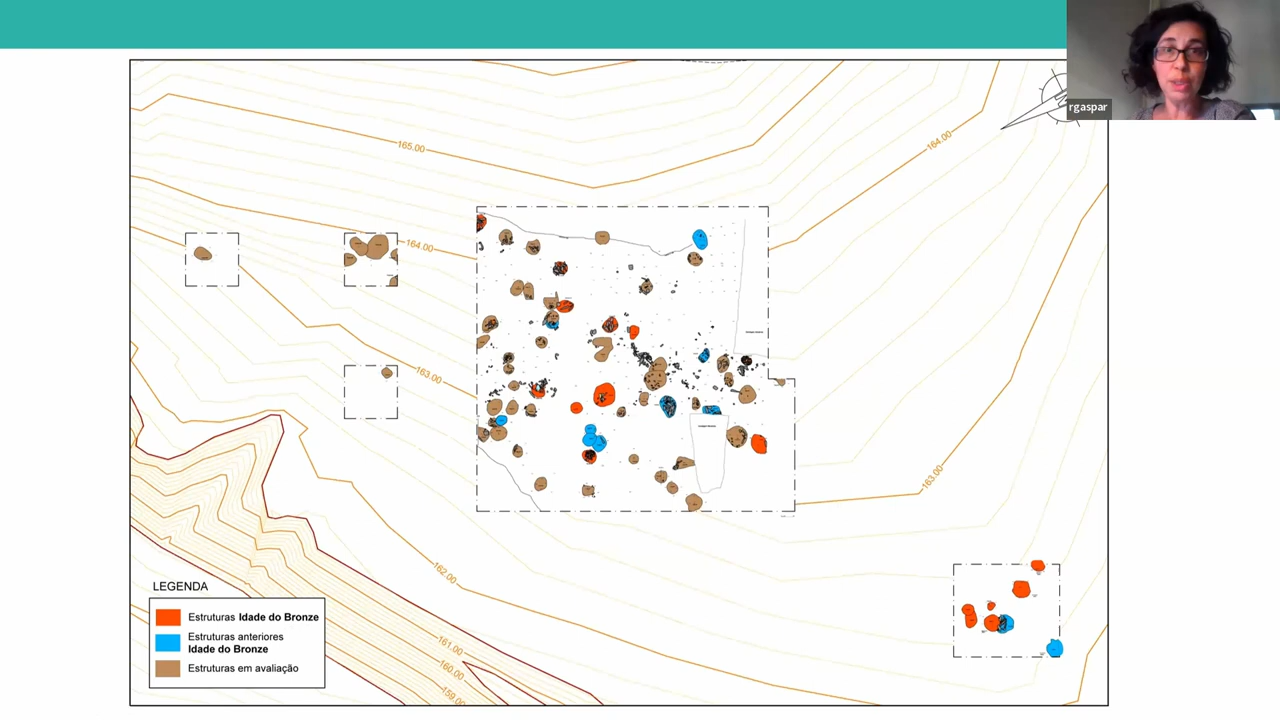 rgaspar
165.00
164.00
164.00
163.00
163.00
162.00
161.00
160.00
159.00
LEGENDA
Estruturas Idade do Bronze
Estruturas anteriores
Idade do Bronze
Estruturas em avaliação